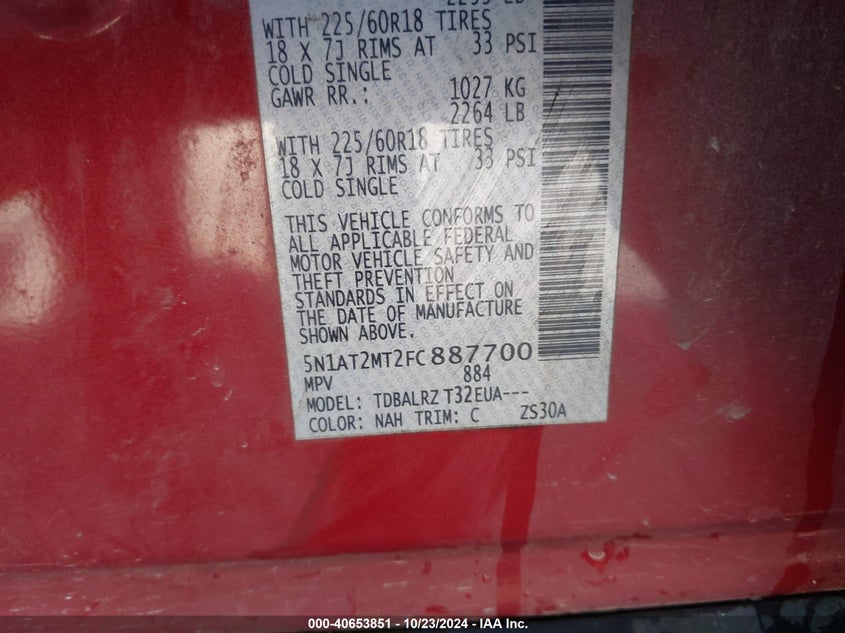 WITH 225/60R18 TIRES
18 X 7J RIMS AT 33 PSI
COLD SINGLE
GAWR RR.: 1027 KG
2264 LB
WITH 225/60R18 TIRES
18 X 7J RIMS AT 33 PSI
COLD SINGLE
THIS VEHICLE CONFORMS TO
ALL APPLICABLE FEDERAL
MOTOR VEHICLE SAFETY AND
THEFT PREVENTION
STANDARDS IN EFFECT ON
THE DATE OF MANUFACTURE
SHOWN ABOVE.
5N1AT2MT2FC887700
MPV 884
MODEL: TDBALRZ T32EUA---
COLOR: NAH TRIM: C ZS30A
000-40653851 - 10/23/2024 - IAA Inc.